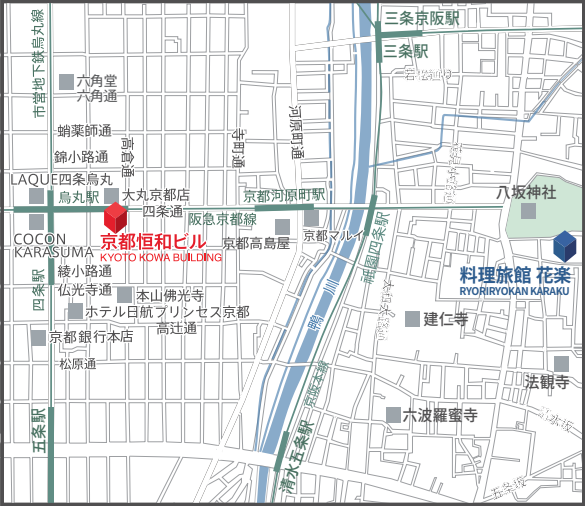 三条京阪駅
三条駅
市営地下鉄烏丸線
六角堂
六角通
河原町通
蛸薬師通
寺町通
高倉通
錦小路通
LAQUE四条烏丸
烏丸駅
大丸京都店
四条通
京都河原町駅
八坂神社
阪急京都線
COCON
KARASUMA
京都恒和ビル
KYOTO KOWA BUILDING
京都高島屋
京都マルイ
祇園四条駅
料理旅館 花楽
RYORIRYOKAN KARAKU
綾小路通
四条駅
仏光寺通
本山佛光寺
鴨川
ホテル日航プリンセス京都
高辻通
建仁寺
京都銀行本店
松原通
京阪本線
法観寺
五条駅
六波羅蜜寺
清水五条駅
五条坂